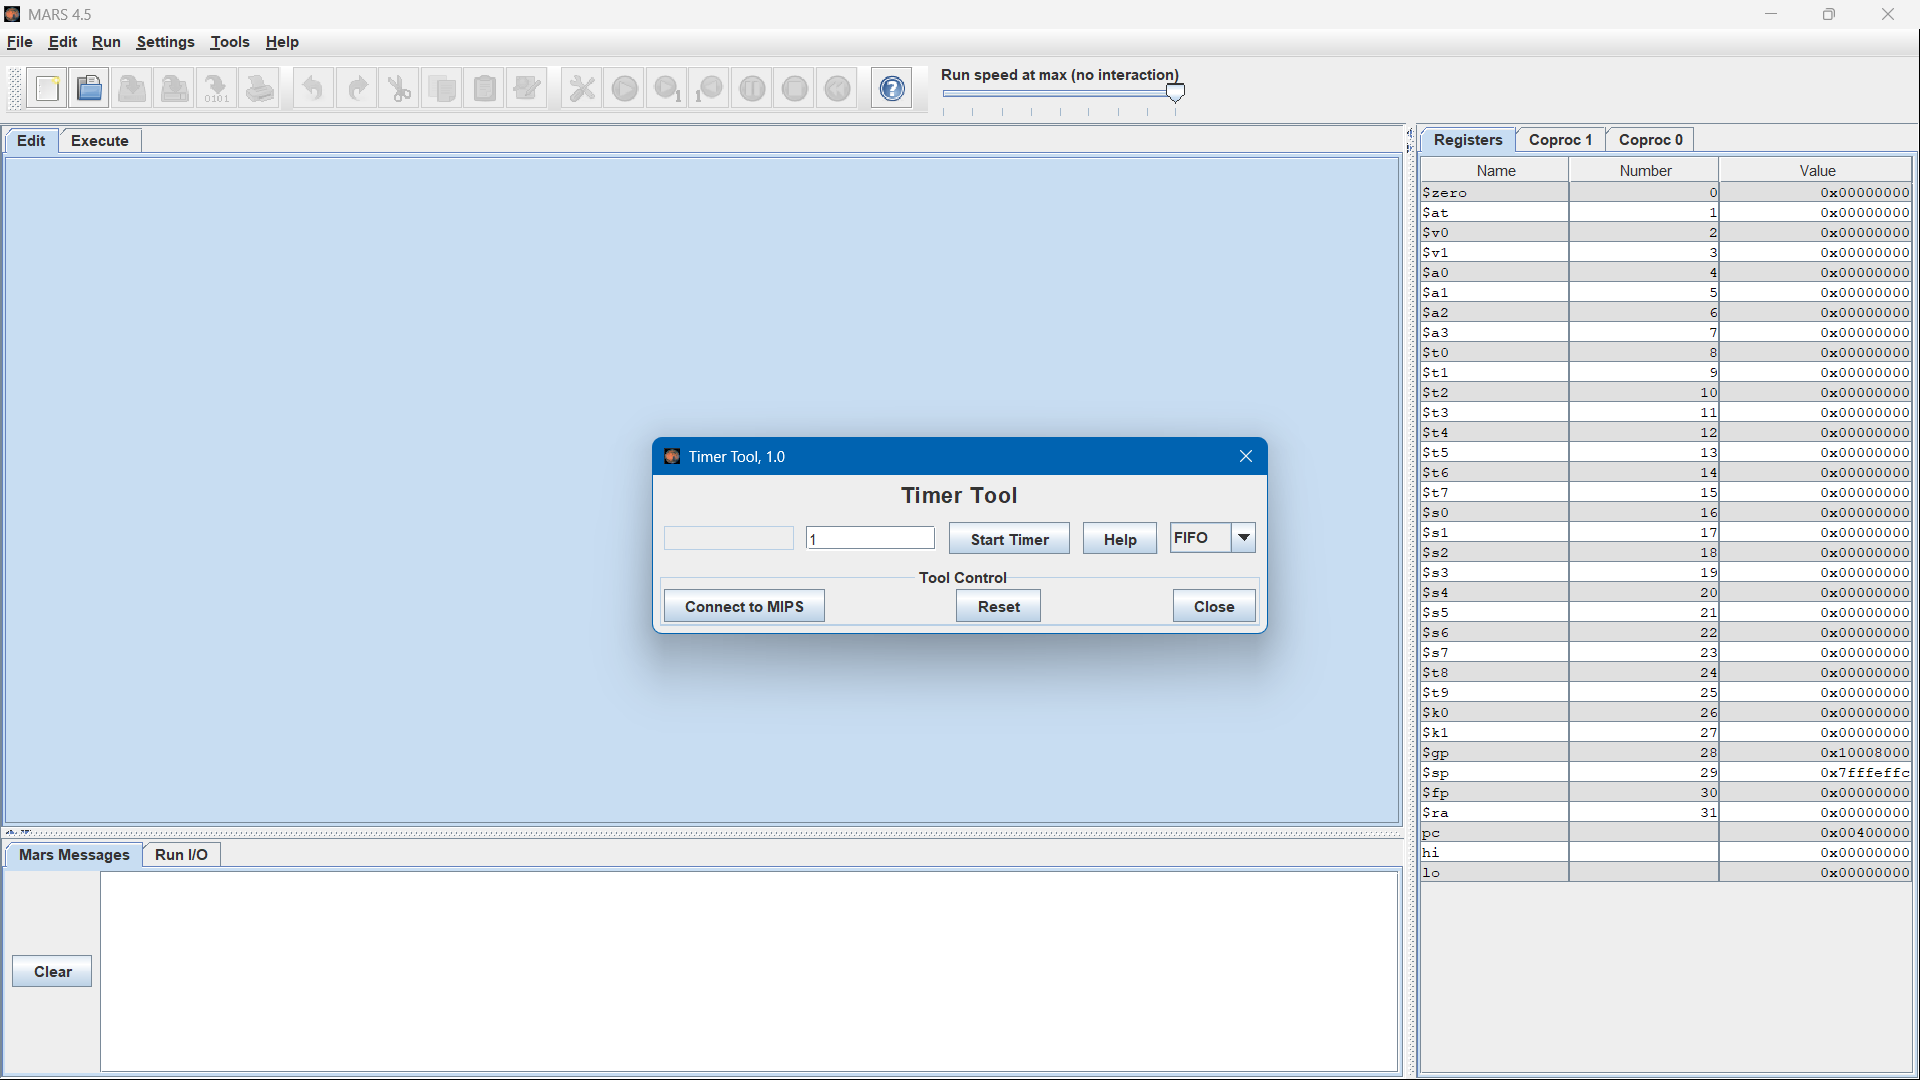 MARS 4.5
File Edit Run Settings Tools Help
0101
1 1
Run speed at max (no interaction)
Edit Execute
Timer Tool, 1.0
Timer Tool
1 Start Timer Help FIFO
Tool Control
Connect to MIPS Reset Close
Mars Messages Run I/O
Clear
Registers Coproc 1 Coproc 0
Name Number Value
$zero 0 0x00000000
$at 1 0x00000000
$v0 2 0x00000000
$v1 3 0x00000000
$a0 4 0x00000000
$a1 5 0x00000000
$a2 6 0x00000000
$a3 7 0x00000000
$t0 8 0x00000000
$t1 9 0x00000000
$t2 10 0x00000000
$t3 11 0x00000000
$t4 12 0x00000000
$t5 13 0x00000000
$t6 14 0x00000000
$t7 15 0x00000000
$s0 16 0x00000000
$s1 17 0x00000000
$s2 18 0x00000000
$s3 19 0x00000000
$s4 20 0x00000000
$s5 21 0x00000000
$s6 22 0x00000000
$s7 23 0x00000000
$t8 24 0x00000000
$t9 25 0x00000000
$k0 26 0x00000000
$k1 27 0x00000000
$gp 28 0x10008000
$sp 29 0x7fffeffc
$fp 30 0x00000000
$ra 31 0x00000000
pc 0x00400000
hi 0x00000000
lo 0x00000000